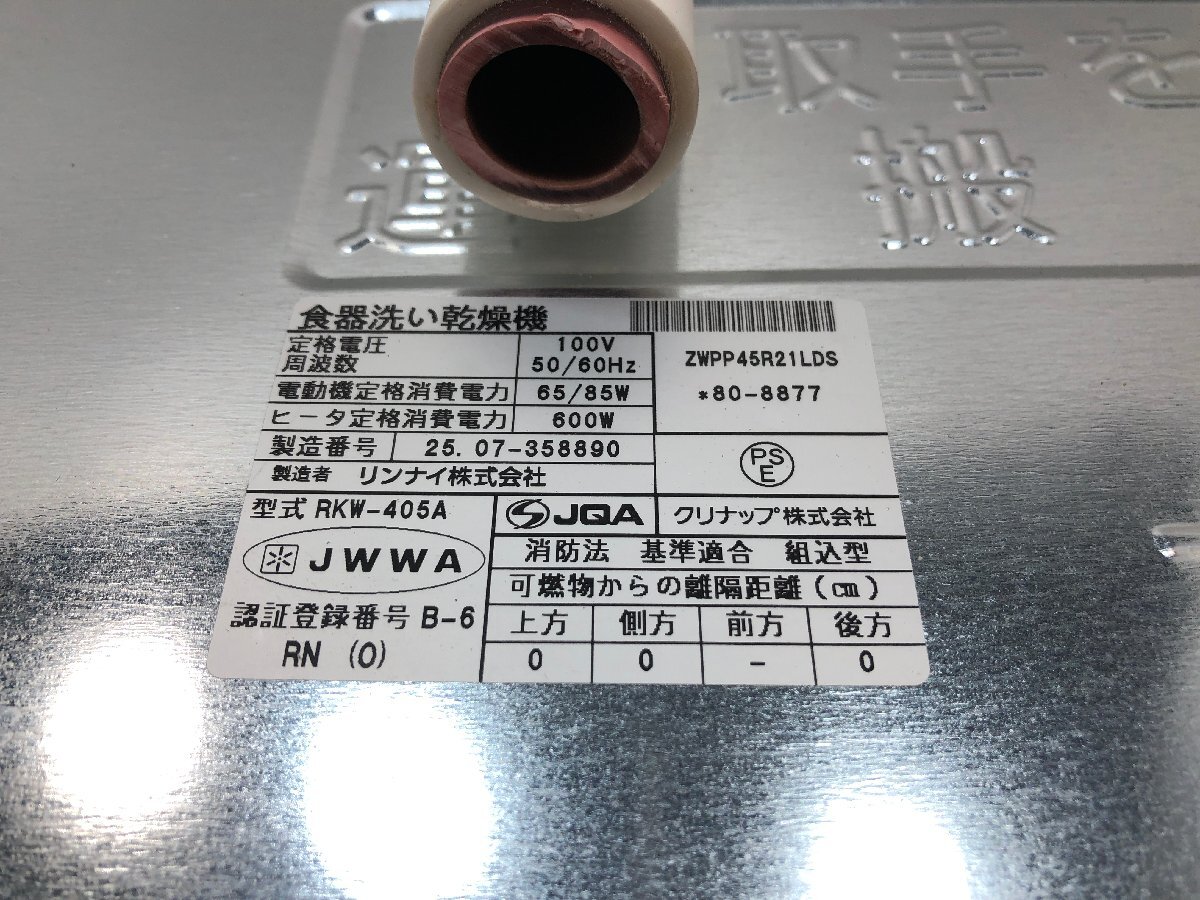 取手を
運
搬
食器洗い乾燥機
定格電圧 100V
周波数 50/60Hz
電動機定格消費電力 65/85W
ヒータ定格消費電力 600W
製造番号 25.07-358890
製造者 リンナイ株式会社
ZWPP45R21LDS
*80-8877
PS
E
型式 RKW-405A
JWWA
認証登録番号 B-6
RN (O)
JQA クリナップ株式会社
消防法 基準適合 組込型
可燃物からの離隔距離(cm)
上方 側方 前方 後方
0 0 - 0